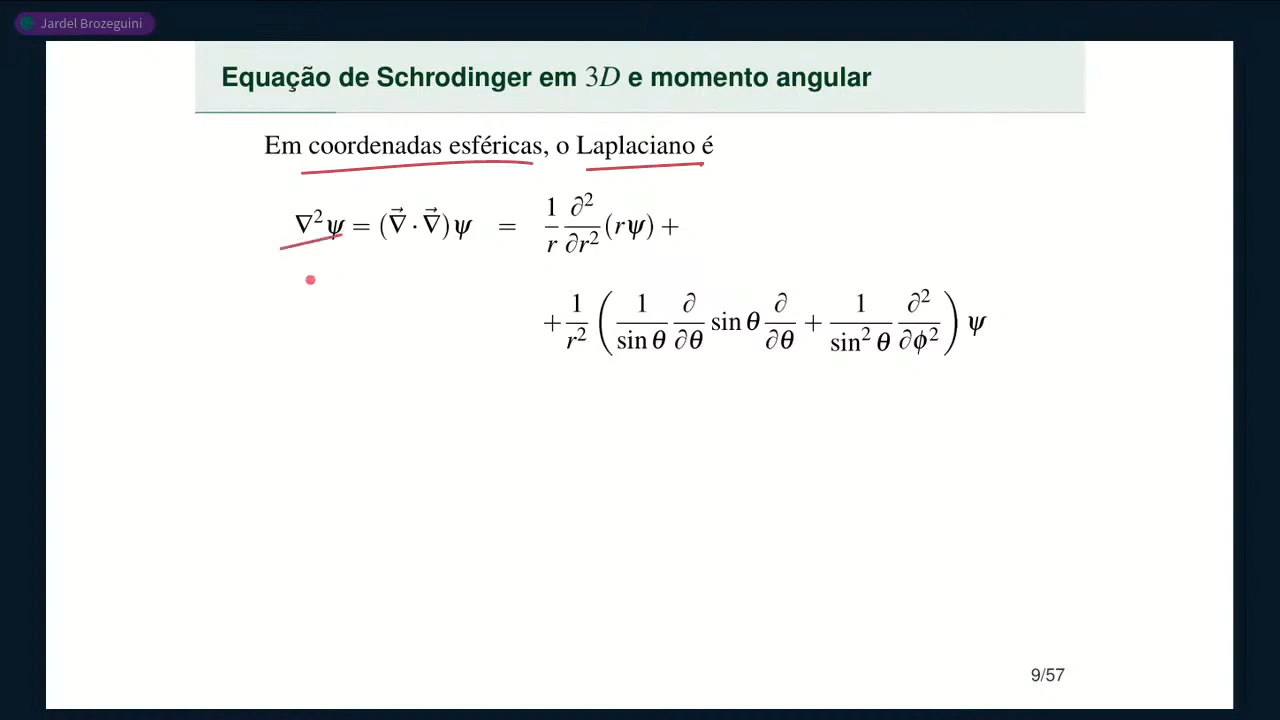 Jardel Brozeguini
Equação de Schrodinger em 3D e momento angular
Em coordenadas esféricas, o Laplaciano é
∇²ψ = (∇⃗ · ∇⃗)ψ = 1/r ∂²/∂r² (rψ) +
+ 1/r² ( 1/sin θ ∂/∂θ sin θ ∂/∂θ + 1/sin² θ ∂²/∂ϕ² ) ψ
9/57